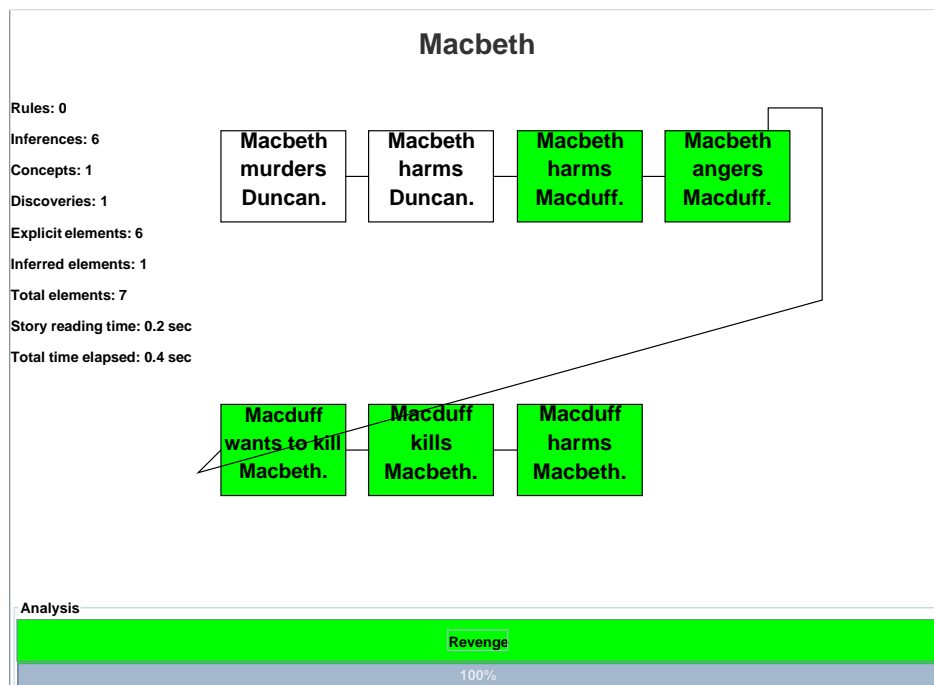 Macbeth
Rules: 0
Inferences: 6
Concepts: 1
Discoveries: 1
Explicit elements: 6
Inferred elements: 1
Total elements: 7
Story reading time: 0.2 sec
Total time elapsed: 0.4 sec
Macbeth
murders
Duncan.
Macbeth
harms
Duncan.
Macbeth
harms
Macduff.
Macbeth
angers
Macduff.
Macduff
wants to kill
Macbeth.
Macduff
kills
Macbeth.
Macduff
harms
Macbeth.
Analysis
Revenge
100%